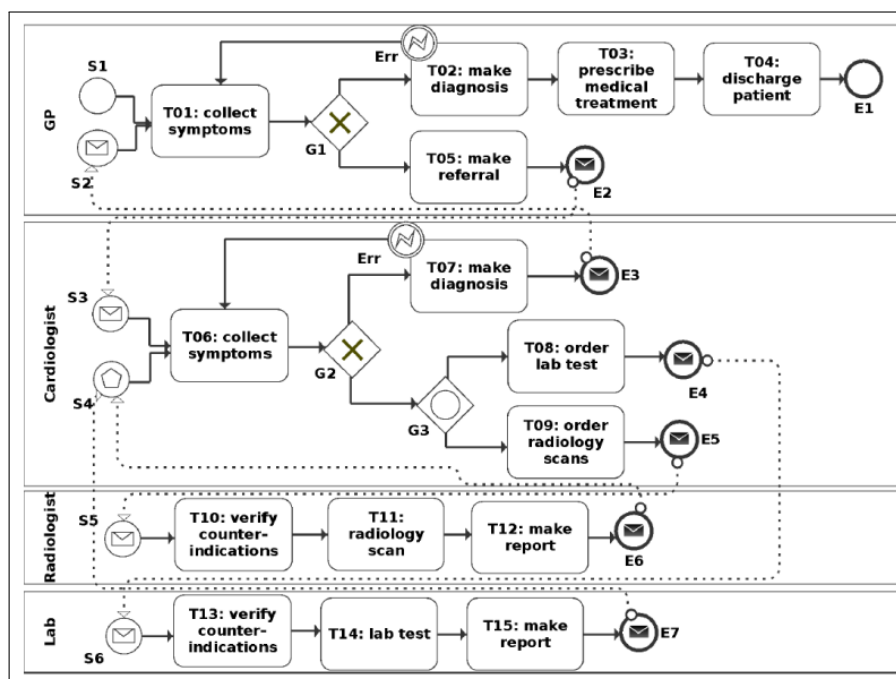 GP
S1
S2
T01: collect
symptoms
G1
Err
T02: make
diagnosis
T03:
prescribe
medical
treatment
T04:
discharge
patient
E1
T05: make
referral
E2
Cardiologist
S3
S4
T06: collect
symptoms
G2
Err
T07: make
diagnosis
E3
G3
T08: order
lab test
E4
T09: order
radiology
scans
E5
Radiologist
S5
T10: verify
counter-
indications
T11:
radiology
scan
T12: make
report
E6
Lab
S6
T13: verify
counter-
indications
T14: lab test
T15: make
report
E7